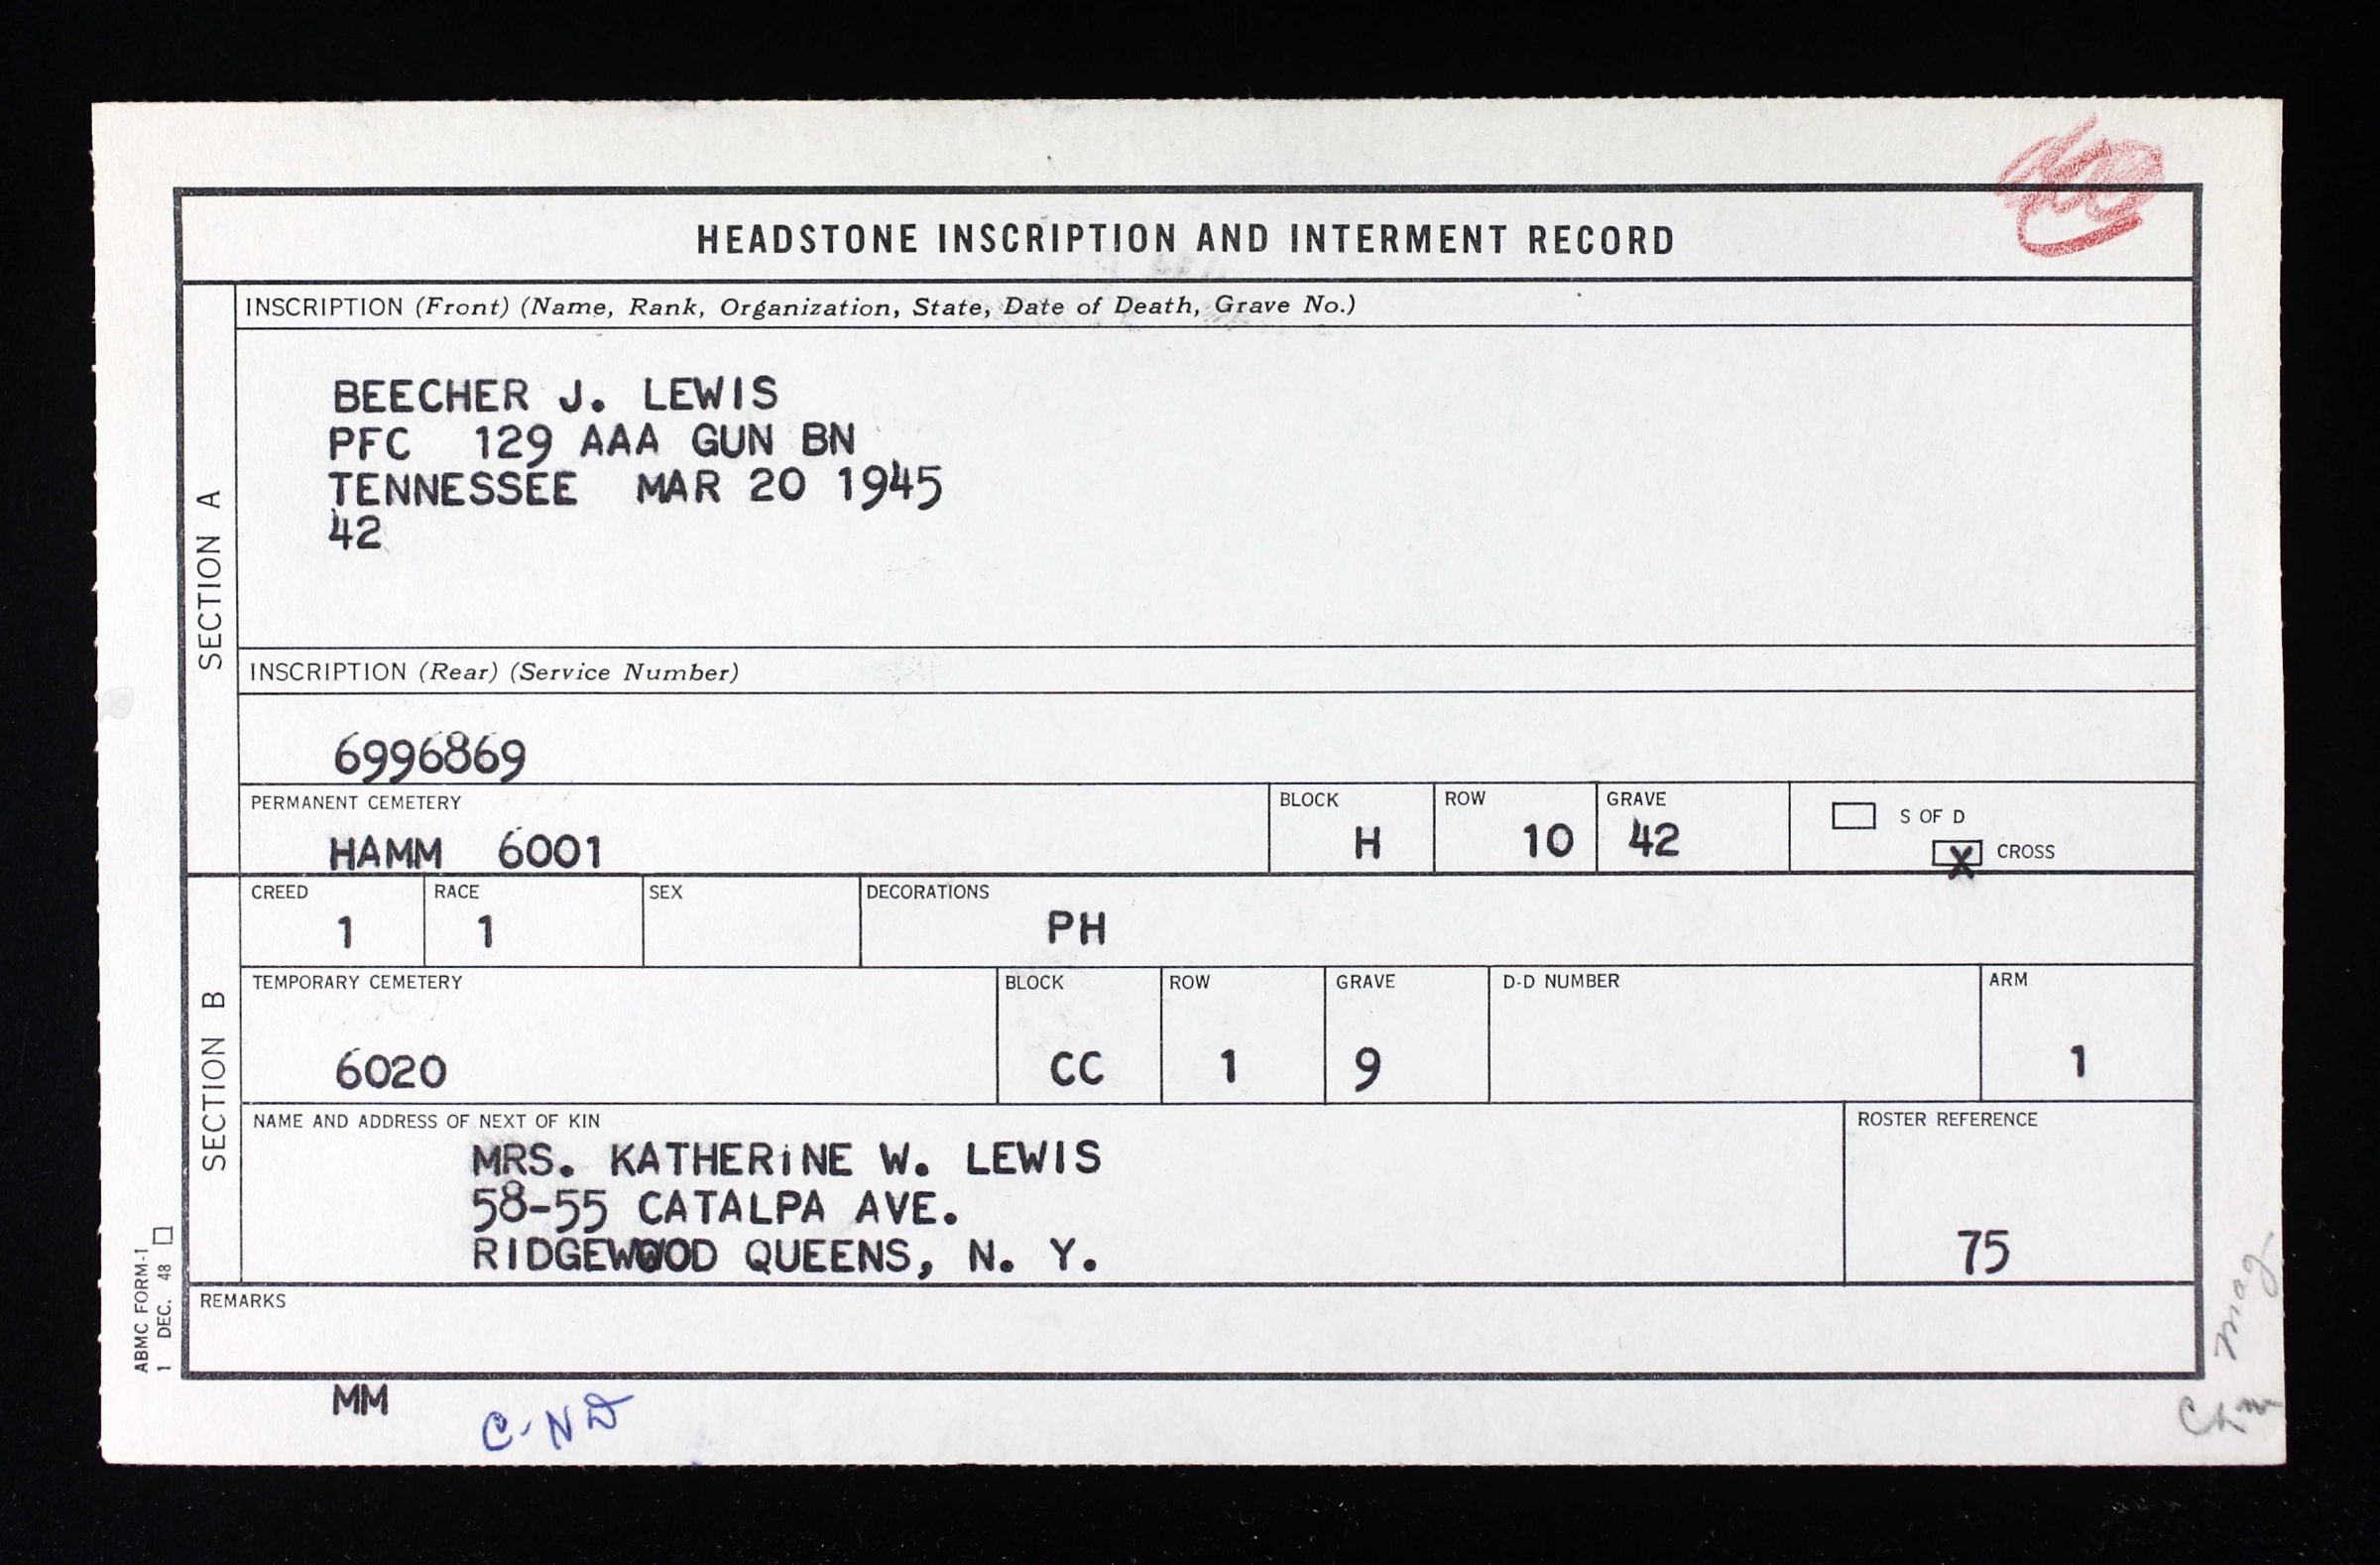 HEADSTONE INSCRIPTION AND INTERMENT RECORD
SECTION A
INSCRIPTION (Front) (Name, Rank, Organization, State, Date of Death, Grave No.)
BEECHER J. LEWIS
PFC 129 AAA GUN BN
TENNESSEE MAR 20 1945
42
INSCRIPTION (Rear) (Service Number)
6996869
PERMANENT CEMETERY BLOCK ROW GRAVE S OF D
HAMM 6001 H 10 42 X CROSS
SECTION B
CREED RACE SEX DECORATIONS
1 1 PH
TEMPORARY CEMETERY BLOCK ROW GRAVE D-D NUMBER ARM
6020 CC 1 9 1
NAME AND ADDRESS OF NEXT OF KIN ROSTER REFERENCE
MRS. KATHERINE W. LEWIS
58-55 CATALPA AVE.
RIDGEWOOD QUEENS, N. Y. 75
REMARKS
ABMC FORM-1
1 DEC. 48
MM C-ND